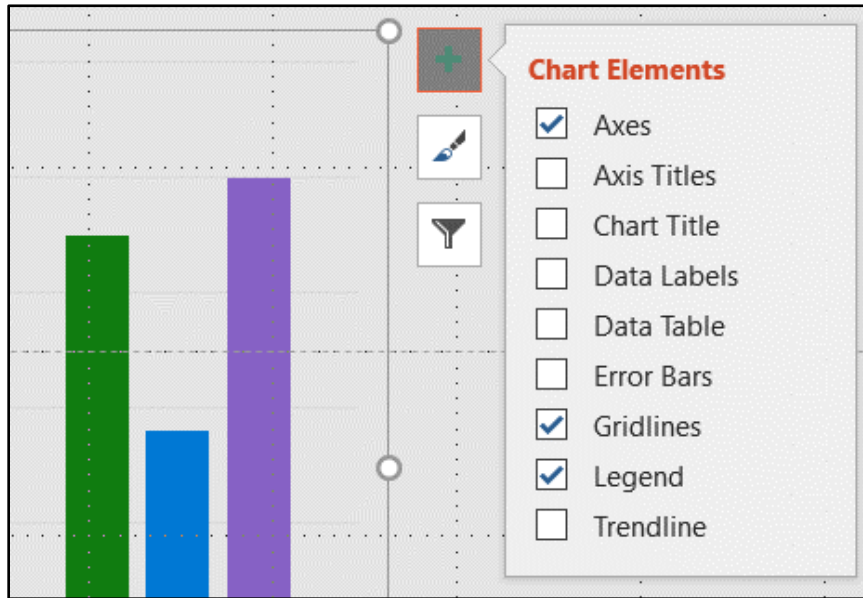 Chart Elements
Axes
Axis Titles
Chart Title
Data Labels
Data Table
Error Bars
Gridlines
Legend
Trendline